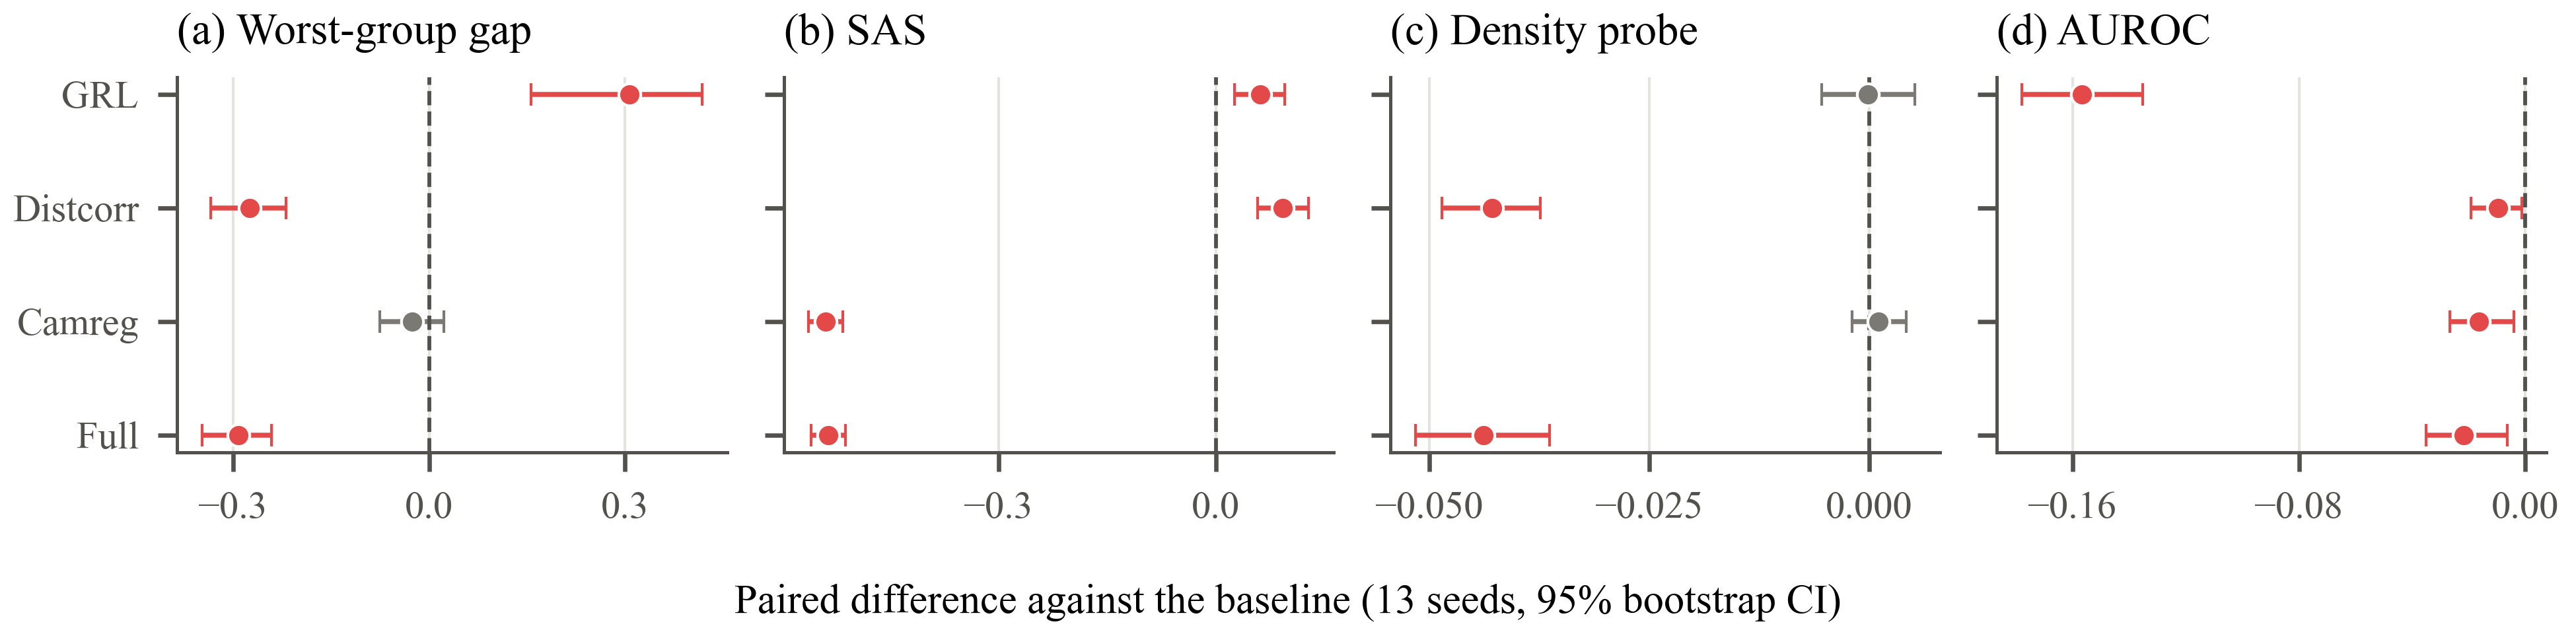 (a) Worst-group gap
(b) SAS
(c) Density probe
(d) AUROC
GRL
Distcorr
Camreg
Full
−0.3 0.0 0.3
−0.3 0.0
−0.050 −0.025 0.000
−0.16 −0.08 0.00
Paired difference against the baseline (13 seeds, 95% bootstrap CI)